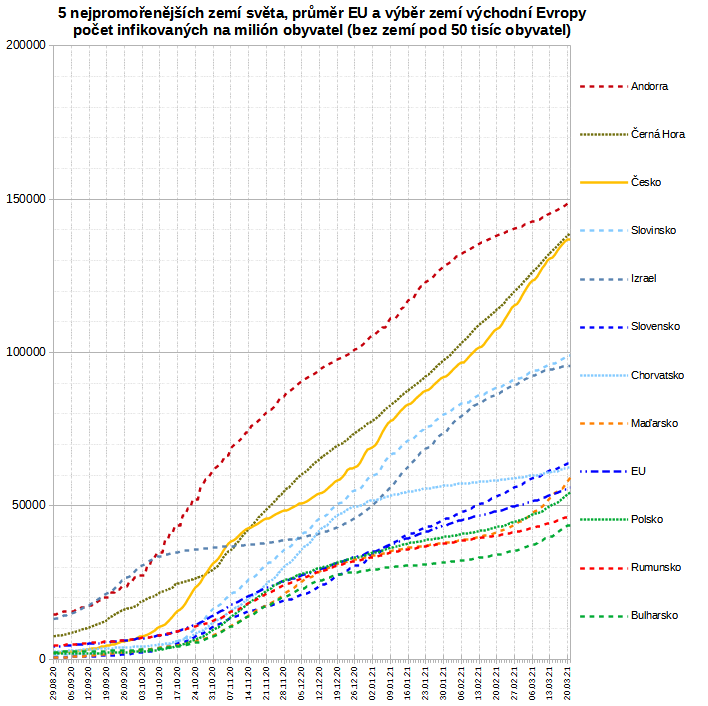 5 nejpromořenějších zemí světa, průměr EU a výběr zemí východní Evropy
počet infikovaných na milión obyvatel (bez zemí pod 50 tisíc obyvatel)
200000
150000
100000
50000
0
Andorra
Černá Hora
Česko
Slovinsko
Izrael
Slovensko
Chorvatsko
Maďarsko
EU
Polsko
Rumunsko
Bulharsko
29.08.20
05.09.20
12.09.20
19.09.20
26.09.20
03.10.20
10.10.20
17.10.20
24.10.20
31.10.20
07.11.20
14.11.20
21.11.20
28.11.20
05.12.20
12.12.20
19.12.20
26.12.20
02.01.21
09.01.21
16.01.21
23.01.21
30.01.21
06.02.21
13.02.21
20.02.21
27.02.21
06.03.21
13.03.21
20.03.21